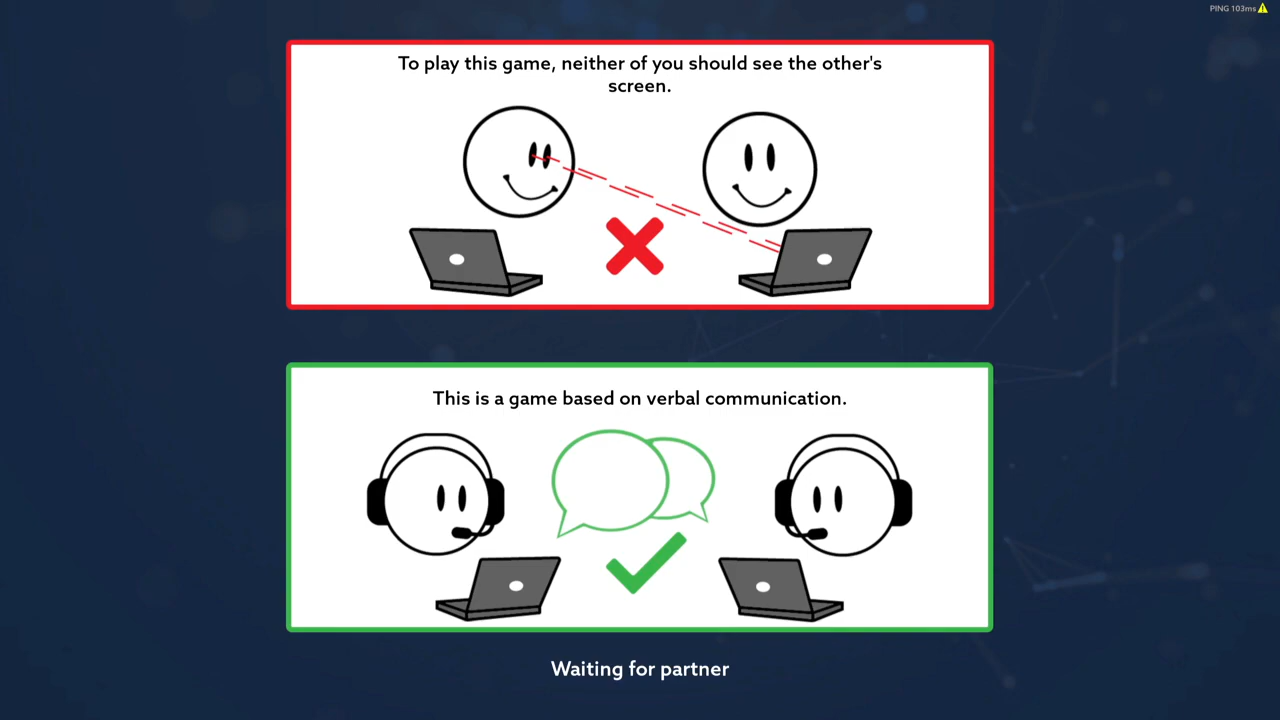 PING 103ms
To play this game, neither of you should see the other's
screen.
This is a game based on verbal communication.
Waiting for partner